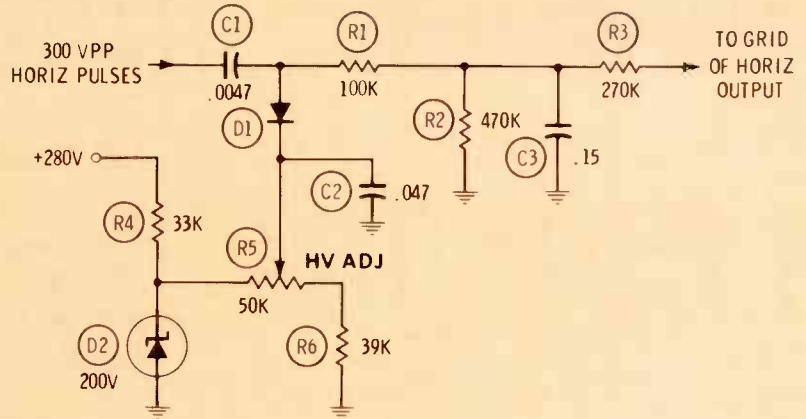 C1
R1
R3
300 VPP
HORIZ PULSES
.0047
100K
270K
TO GRID
OF HORIZ
OUTPUT
D1
R2
470K
C3
.15
+280V
C2
.047
R4
33K
R5
HV ADJ
50K
D2
200V
R6
39K